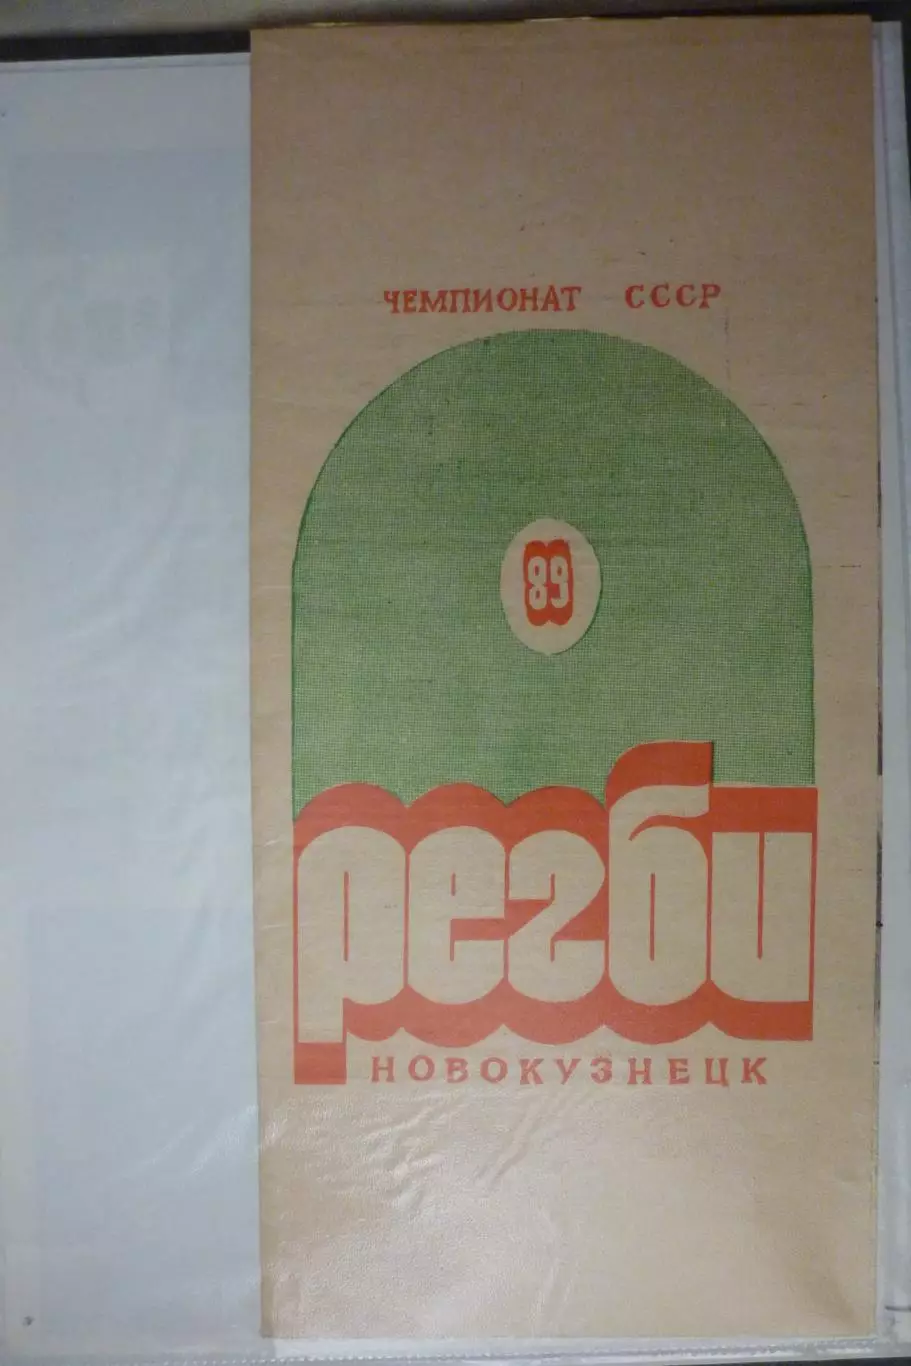 ЧЕМПИОНАТ СССР
89
регби
НОВОКУЗНЕЦК